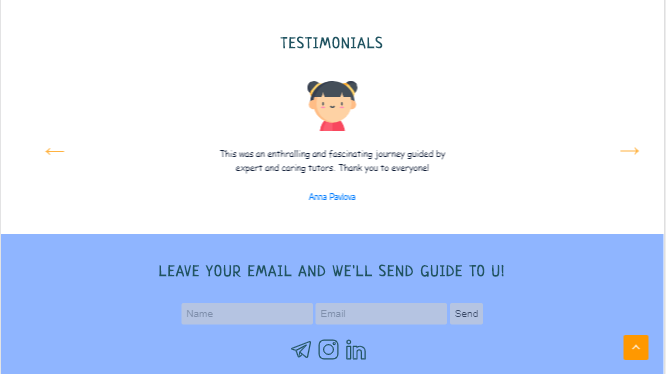 TESTIMONIALS
This was an enthralling and fascinating journey guided by
expert and caring tutors. Thank you to everyone!
Anna Pavlova
LEAVE YOUR EMAIL AND WE'LL SEND GUIDE TO U!
Name Email Send